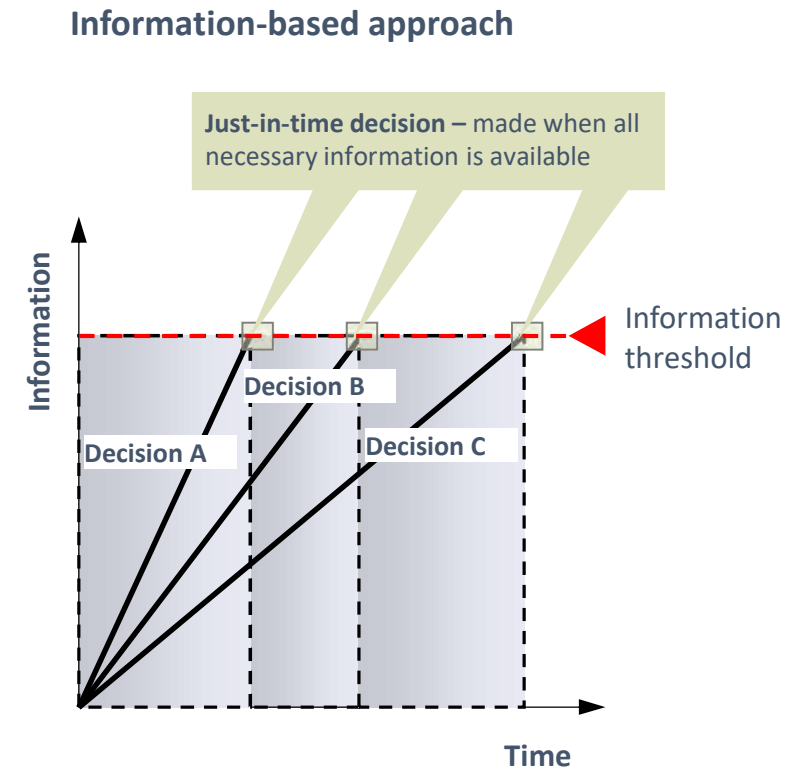 Information-based approach
Just-in-time decision – made when all
necessary information is available
Information
Information
threshold
Decision B
Decision A
Decision C
Time